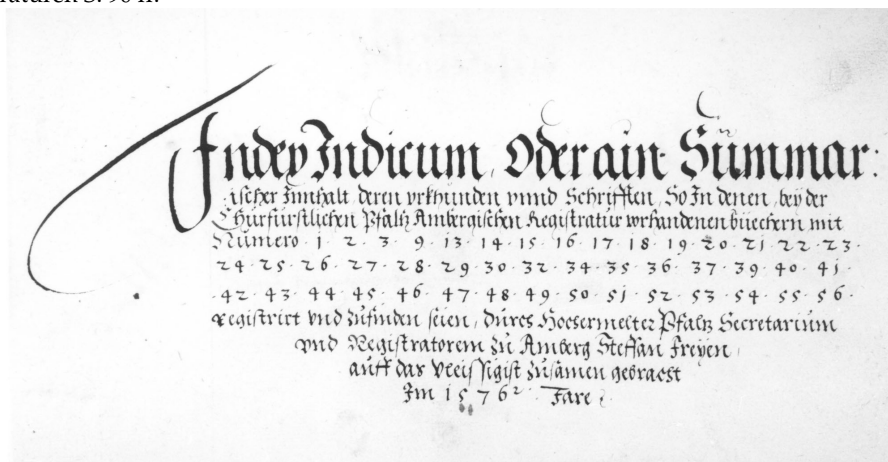 S. 96 ff.
Index Indicum, Oder ain Summar:
ischer Innhalt, deren vrkhunden vnnd Schrifften, So In denen, bey der
Churfürstlichen Pfaltz Ambergischen Registratur vorhandenen büechern mit
Numero · 1 · 2 · 3 · 9 · 13 · 14 · 15 · 16 · 17 · 18 · 19 · 20 · 21 · 22 · 23 ·
24 · 25 · 26 · 27 · 28 · 29 · 30 · 32 · 34 · 35 · 36 · 37 · 39 · 40 · 41 ·
· 42 · 43 · 44 · 45 · 46 · 47 · 48 · 49 · 50 · 51 · 52 · 53 · 54 · 55 · 56 ·
Registrirt vnd Zufinden seien, durch Hocsermelter Pfaltz Secretarium
vnd Registratorem Zu Amberg Steffan Freyen,
auff das vleissigist Zusamen gebracht
Im 1576 Jare